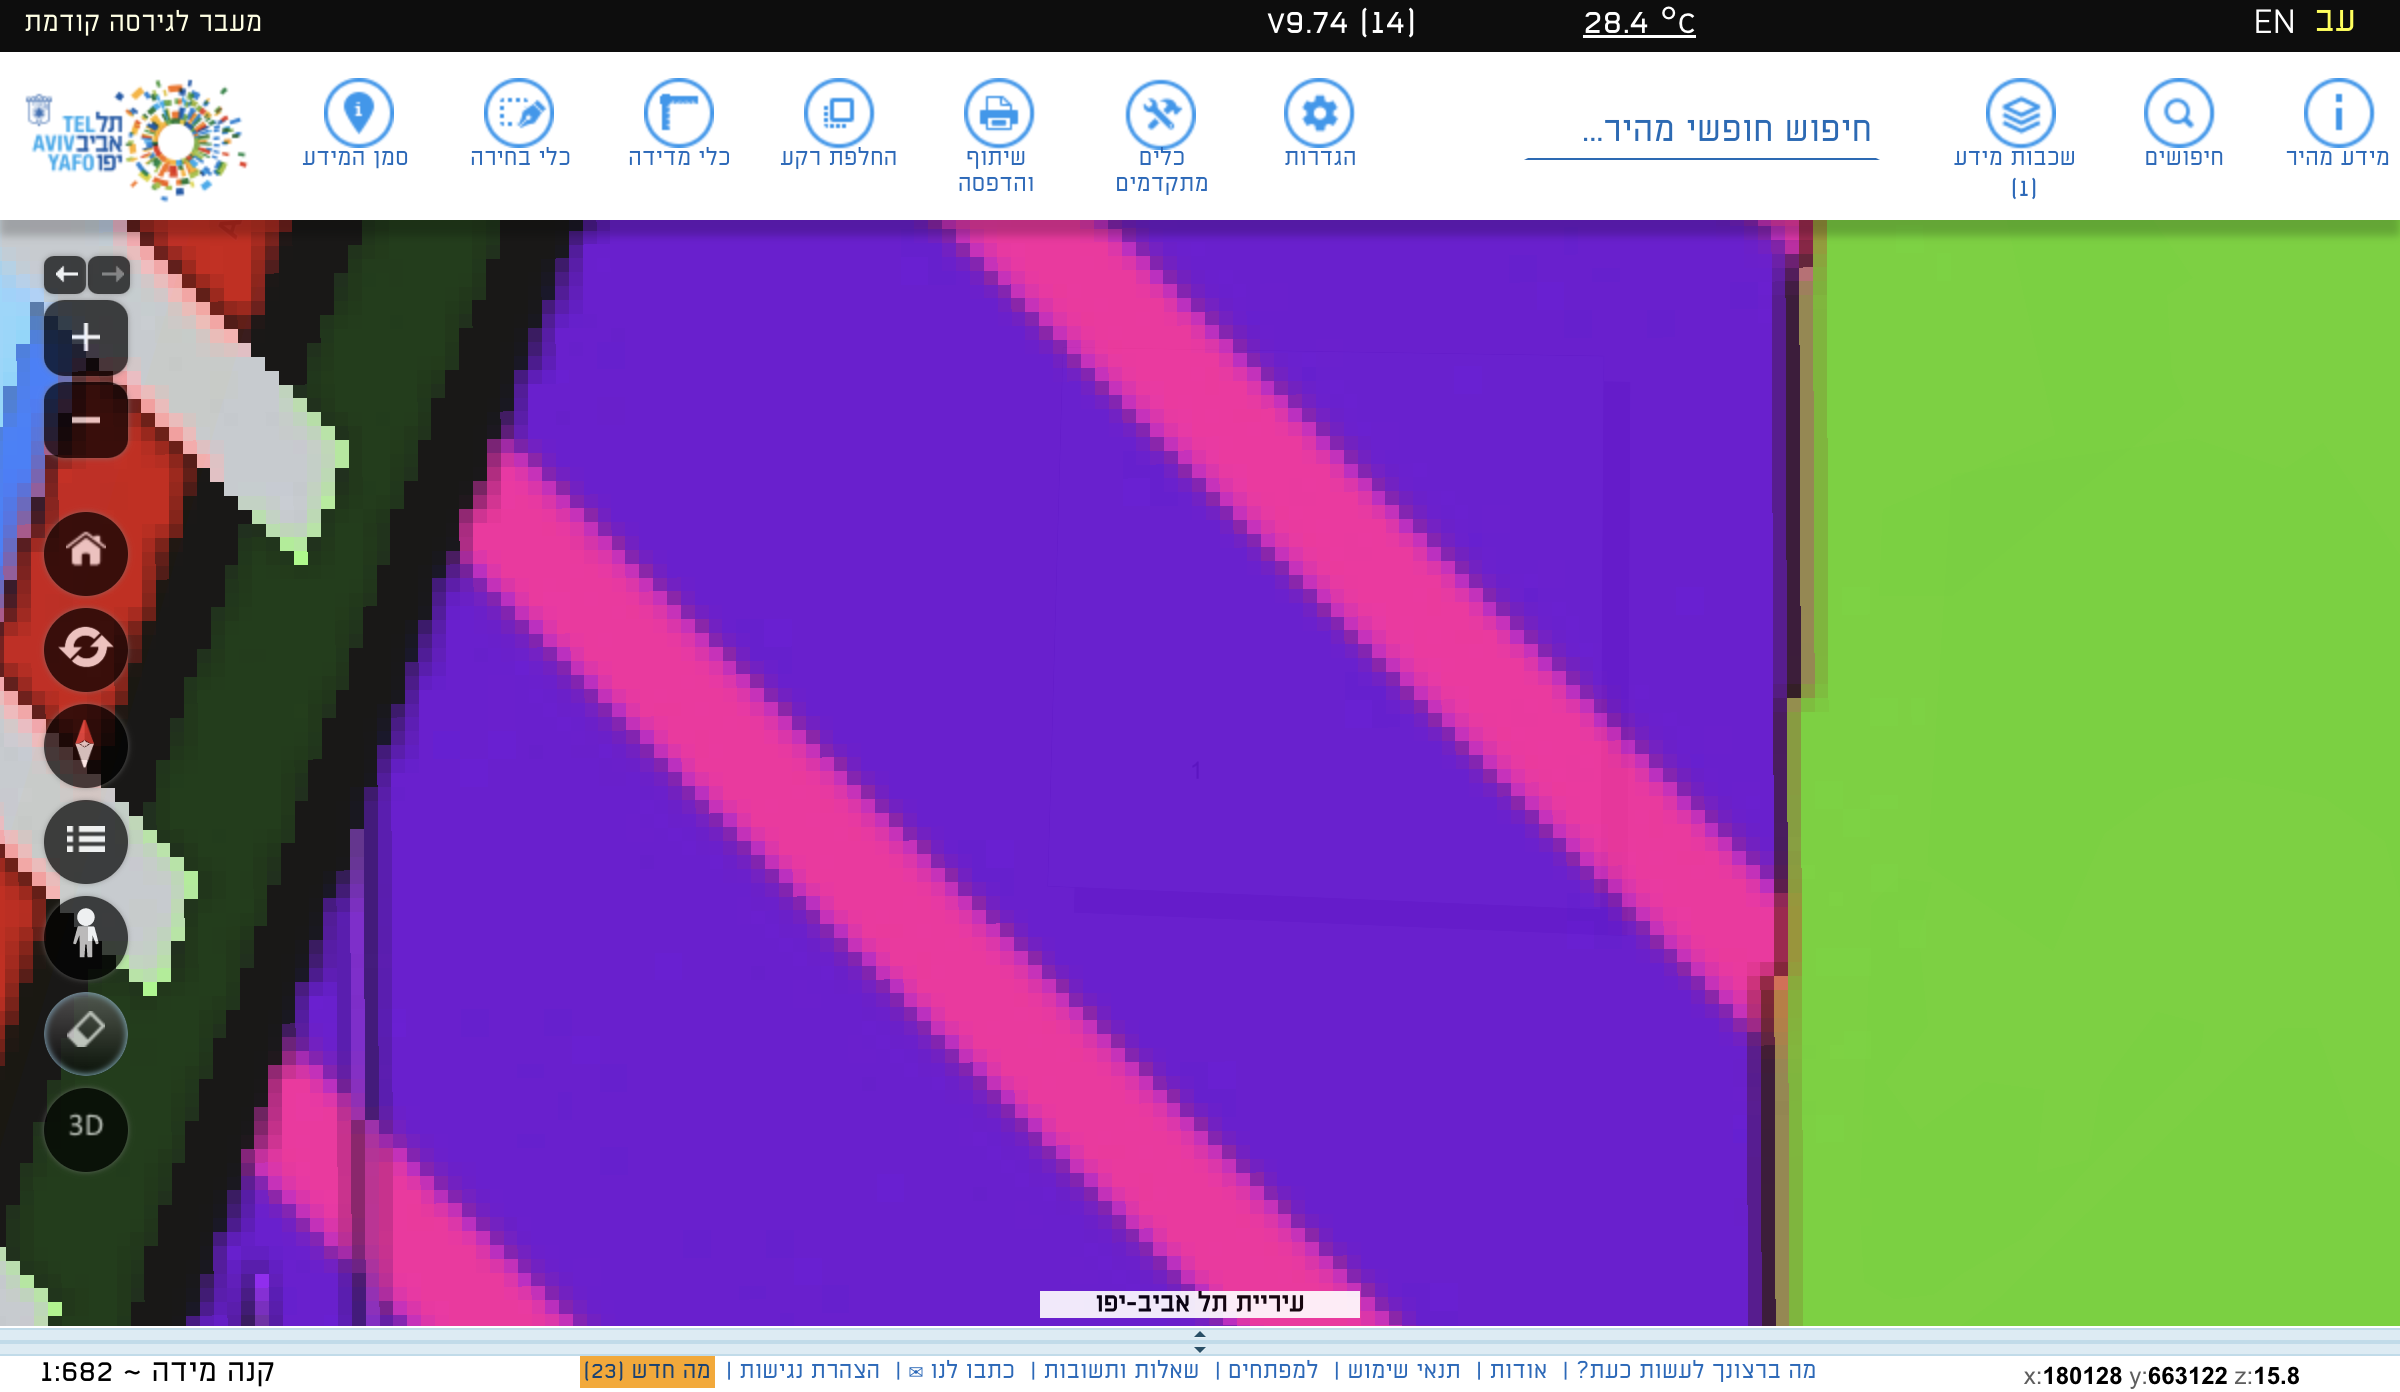 מעבר לגירסה קודמת
V9.74 (14)
28.4 °C
EN עב
תל אביב יפו
TEL AVIV YAFO
סמן המידע
כלי בחירה
כלי מדידה
החלפת רקע
שיתוף והדפסה
כלים מתקדמים
הגדרות
חיפוש חופשי מהיר...
שכבות מידע (1)
חיפושים
מידע מהיר
3D
1
עיריית תל אביב-יפו
קנה מידה ~ 1:682
מה ברצונך לעשות כעת? | אודות | תנאי שימוש | למפתחים | שאלות ותשובות | כתבו לנו ✉ | הצהרת נגישות | מה חדש (23)
x:180128 y:663122 z:15.8